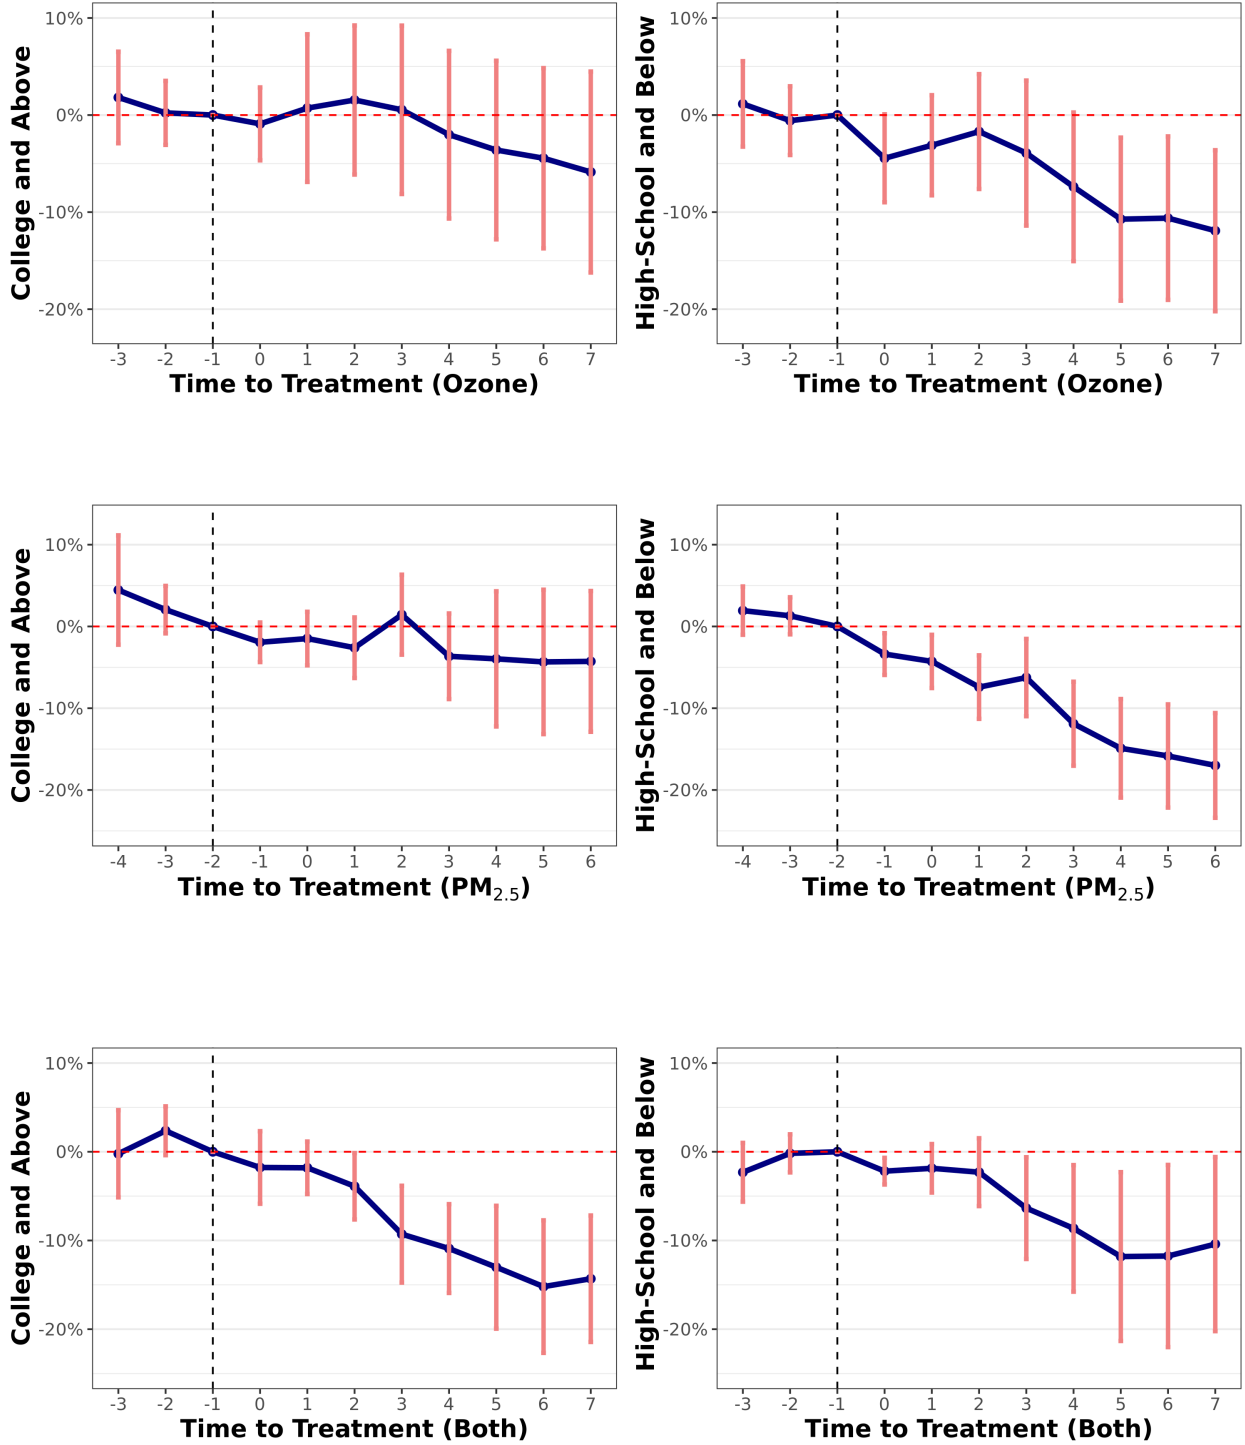 College and Above
10%
0%
-10%
-20%
-3 -2 -1 0 1 2 3 4 5 6 7
Time to Treatment (Ozone)
High-School and Below
10%
0%
-10%
-20%
-3 -2 -1 0 1 2 3 4 5 6 7
Time to Treatment (Ozone)
College and Above
10%
0%
-10%
-20%
-4 -3 -2 -1 0 1 2 3 4 5 6
Time to Treatment (PM2.5)
High-School and Below
10%
0%
-10%
-20%
-4 -3 -2 -1 0 1 2 3 4 5 6
Time to Treatment (PM2.5)
College and Above
10%
0%
-10%
-20%
-3 -2 -1 0 1 2 3 4 5 6 7
Time to Treatment (Both)
High-School and Below
10%
0%
-10%
-20%
-3 -2 -1 0 1 2 3 4 5 6 7
Time to Treatment (Both)